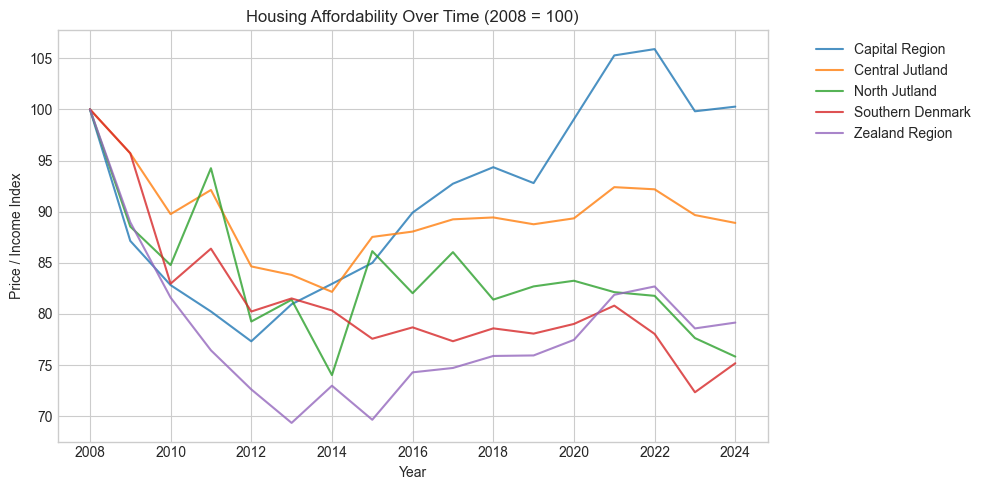 Housing Affordability Over Time (2008 = 100)
Price / Income Index
105
100
95
90
85
80
75
70
2008 2010 2012 2014 2016 2018 2020 2022 2024
Year
Capital Region
Central Jutland
North Jutland
Southern Denmark
Zealand Region